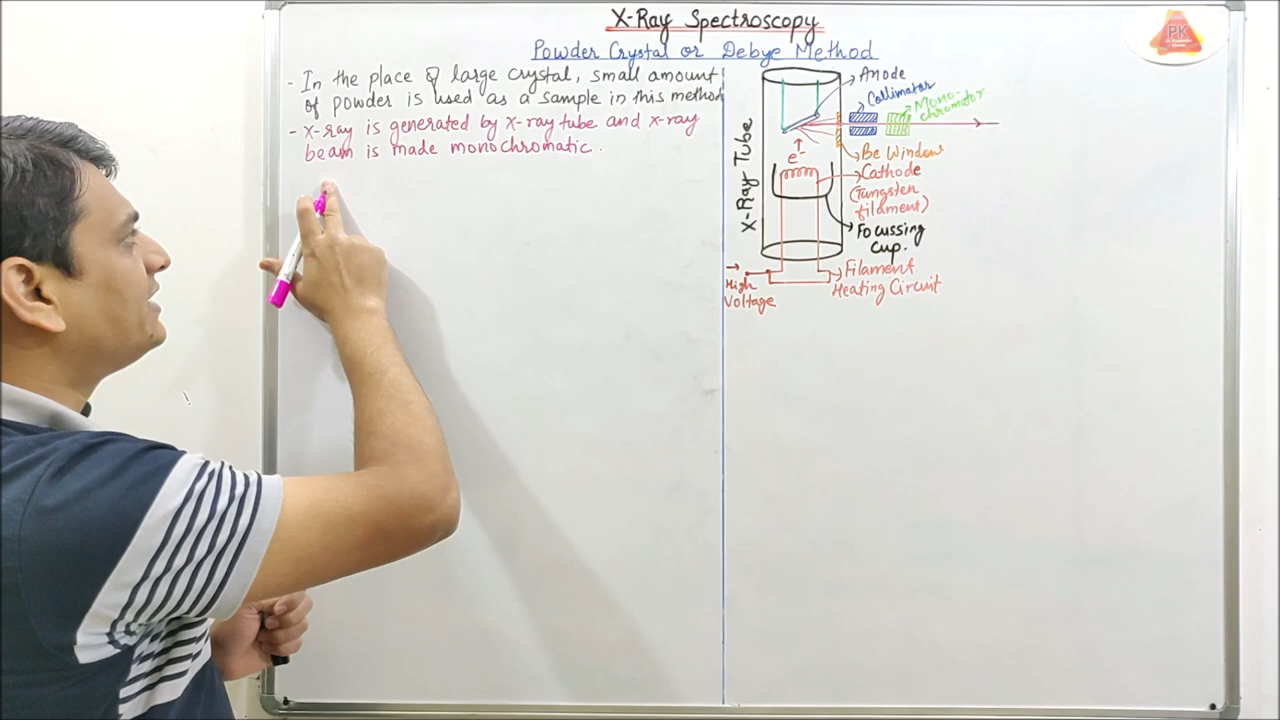 X-Ray Spectroscopy
Powder Crystal or Debye Method
- In the place of large crystal, small amount
of powder is used as a sample in this method
- X-ray is generated by X-ray tube and x-ray
beam is made monochromatic.
X-Ray Tube
Anode
Collimator
Mono-
chromator
e-
Be Window
Cathode
(Tungsten
filament)
Focussing
Cup.
High
Voltage
Filament
Heating Circuit
PK